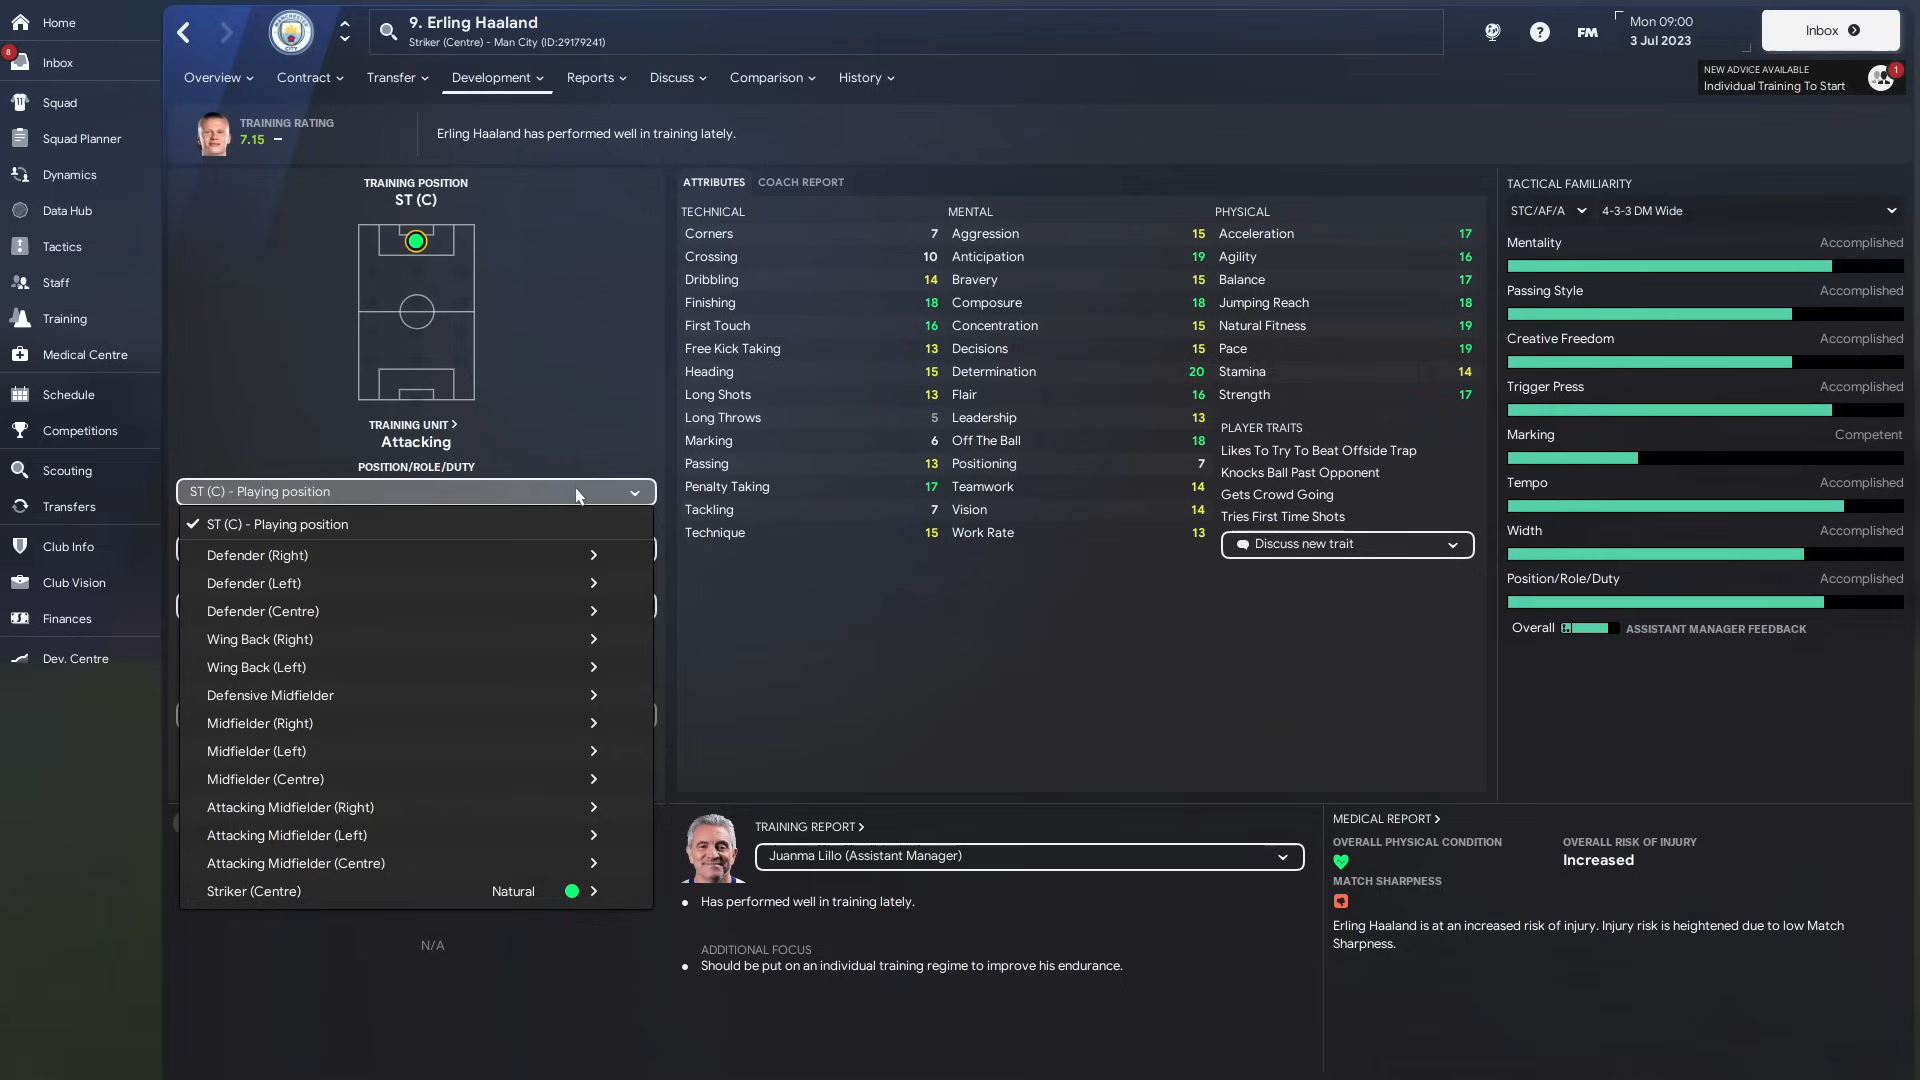 Home
8
Inbox
Squad
Squad Planner
Dynamics
Data Hub
Tactics
Staff
Training
Medical Centre
Schedule
Competitions
Scouting
Transfers
Club Info
Club Vision
Finances
Dev. Centre
9. Erling Haaland
Striker (Centre) - Man City (ID:29179241)
?
FM
Mon 09:00
3 Jul 2023
Inbox
Overview
Contract
Transfer
Development
Reports
Discuss
Comparison
History
NEW ADVICE AVAILABLE
Individual Training To Start
1
TRAINING RATING
7.15 –
Erling Haaland has performed well in training lately.
TRAINING POSITION
ST (C)
TRAINING UNIT
Attacking
POSITION/ROLE/DUTY
ST (C) - Playing position
ST (C) - Playing position
Defender (Right)
Defender (Left)
Defender (Centre)
Wing Back (Right)
Wing Back (Left)
Defensive Midfielder
Midfielder (Right)
Midfielder (Left)
Midfielder (Centre)
Attacking Midfielder (Right)
Attacking Midfielder (Left)
Attacking Midfielder (Centre)
Striker (Centre) Natural
N/A
ATTRIBUTES COACH REPORT
TECHNICAL MENTAL PHYSICAL
Corners 7 Aggression 15 Acceleration 17
Crossing 10 Anticipation 19 Agility 16
Dribbling 14 Bravery 15 Balance 17
Finishing 18 Composure 18 Jumping Reach 18
First Touch 16 Concentration 15 Natural Fitness 19
Free Kick Taking 13 Decisions 15 Pace 19
Heading 15 Determination 20 Stamina 14
Long Shots 13 Flair 16 Strength 17
Long Throws 5 Leadership 13
Marking 6 Off The Ball 18
Passing 13 Positioning 7
Penalty Taking 17 Teamwork 14
Tackling 7 Vision 14
Technique 15 Work Rate 13
PLAYER TRAITS
Likes To Try To Beat Offside Trap
Knocks Ball Past Opponent
Gets Crowd Going
Tries First Time Shots
Discuss new trait
TACTICAL FAMILIARITY
STC/AF/A 4-3-3 DM Wide
Mentality Accomplished
Passing Style Accomplished
Creative Freedom Accomplished
Trigger Press Accomplished
Marking Competent
Tempo Accomplished
Width Accomplished
Position/Role/Duty Accomplished
Overall ASSISTANT MANAGER FEEDBACK
TRAINING REPORT
Juanma Lillo (Assistant Manager)
Has performed well in training lately.
ADDITIONAL FOCUS
Should be put on an individual training regime to improve his endurance.
MEDICAL REPORT
OVERALL PHYSICAL CONDITION
OVERALL RISK OF INJURY
Increased
MATCH SHARPNESS
Erling Haaland is at an increased risk of injury. Injury risk is heightened due to low Match
Sharpness.